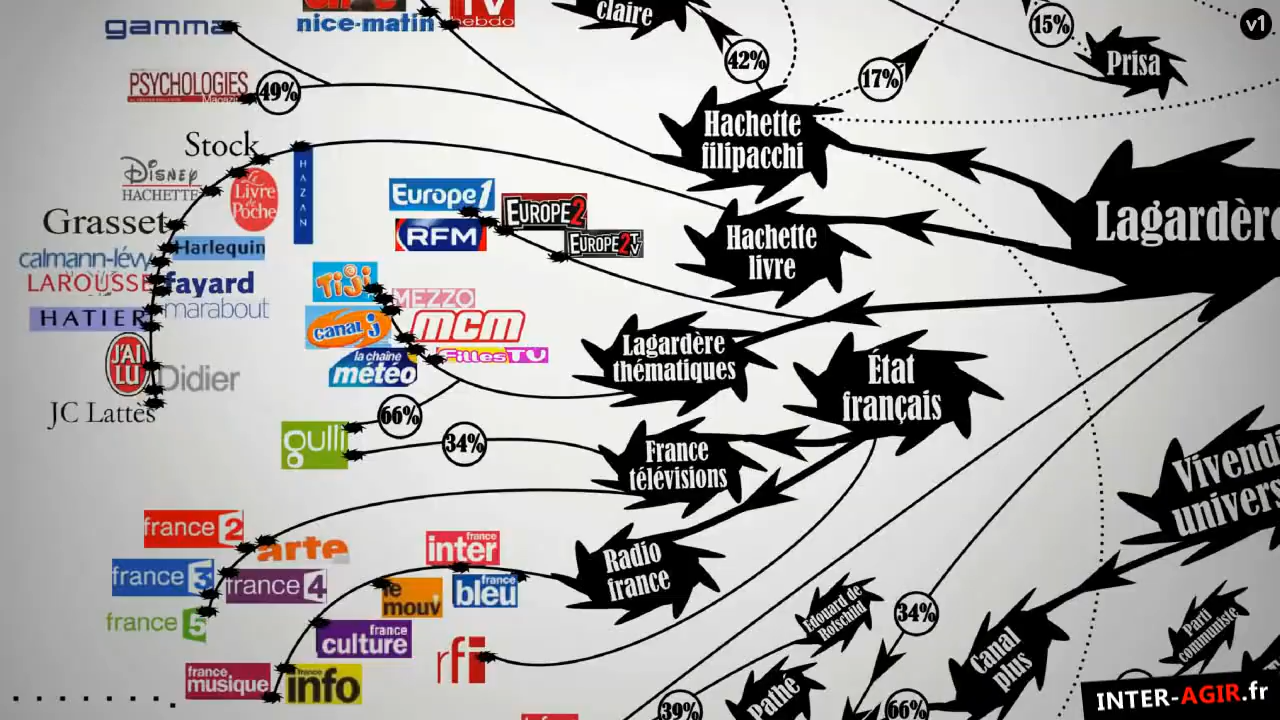 gamma
nice-matin
TV
hebdo
claire
42%
17%
15%
Prisa
v1
PSYCHOLOGIES
Magazine
49%
Hachette
filipacchi
Stock
DISNEY
HACHETTE
Le
Livre
de
Poche
HAZAN
Grasset
calmann-lévy
Harlequin
LAROUSSE
fayard
HATIER
marabout
J'AI
LU
Didier
JC Lattès
EUROPE1
RFM
EUROPE2
EUROPE2TV
Hachette
livre
Lagardère
TiJi
MEZZO
canal J
mcm
FILLES TV
la chaîne
météo
Lagardère
thématiques
État
français
66%
gulli
34%
France
télévisions
Vivendi
univers
france 2
arte
france 3
france 4
france 5
france
inter
le
mouv
france
bleu
france
culture
Radio
france
rfi
france
musique
france
info
Edouard de
Rotschild
34%
Canal
plus
Parti
communiste
39%
Pathé
66%
INTER-AGIR.fr